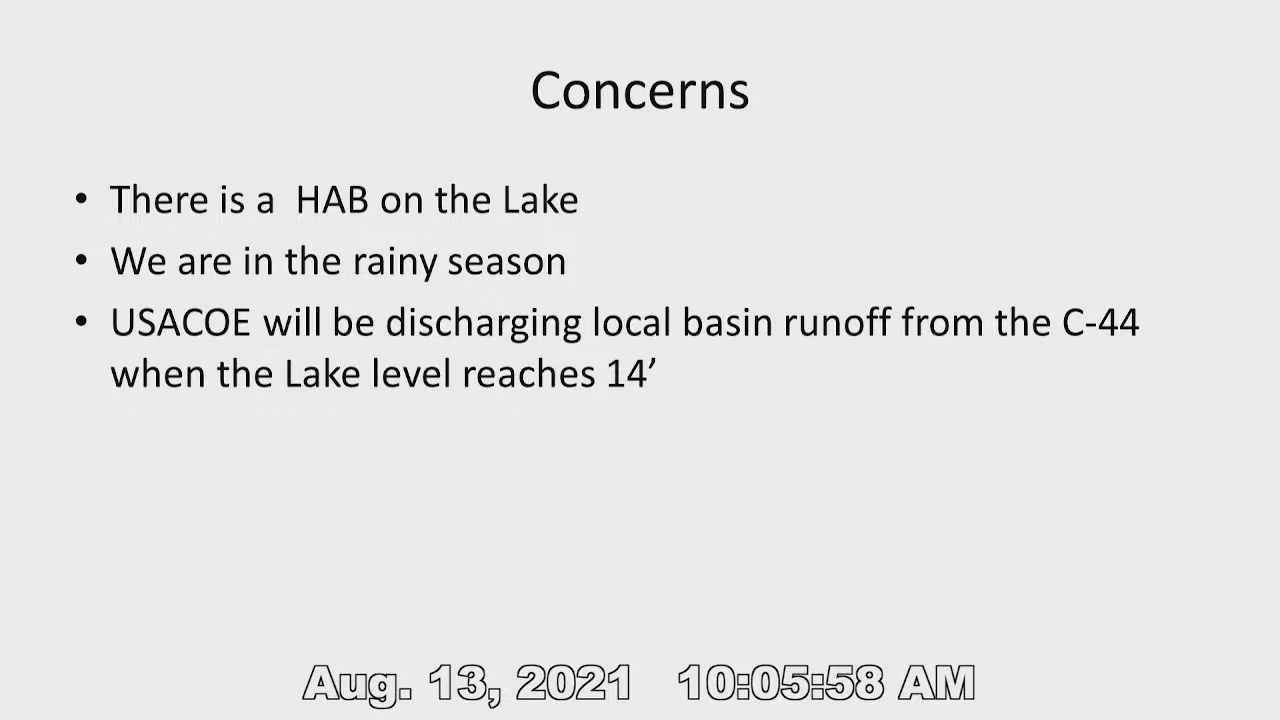 Concerns
• There is a  HAB on the Lake
• We are in the rainy season
• USACOE will be discharging local basin runoff from the C-44
when the Lake level reaches 14’
Aug. 13, 2021   10:05:58 AM